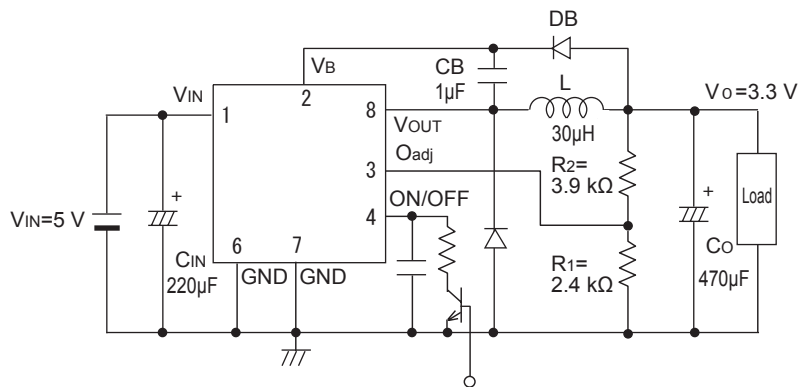 DB
VB
CB
1µF
L
VIN
1
2
8
VOUT
30µH
VO=3.3 V
Oadj
3
R2=
3.9 kΩ
ON/OFF
4
VIN=5 V
+
CIN
220µF
6
GND
7
GND
R1=
2.4 kΩ
+
CO
470µF
Load